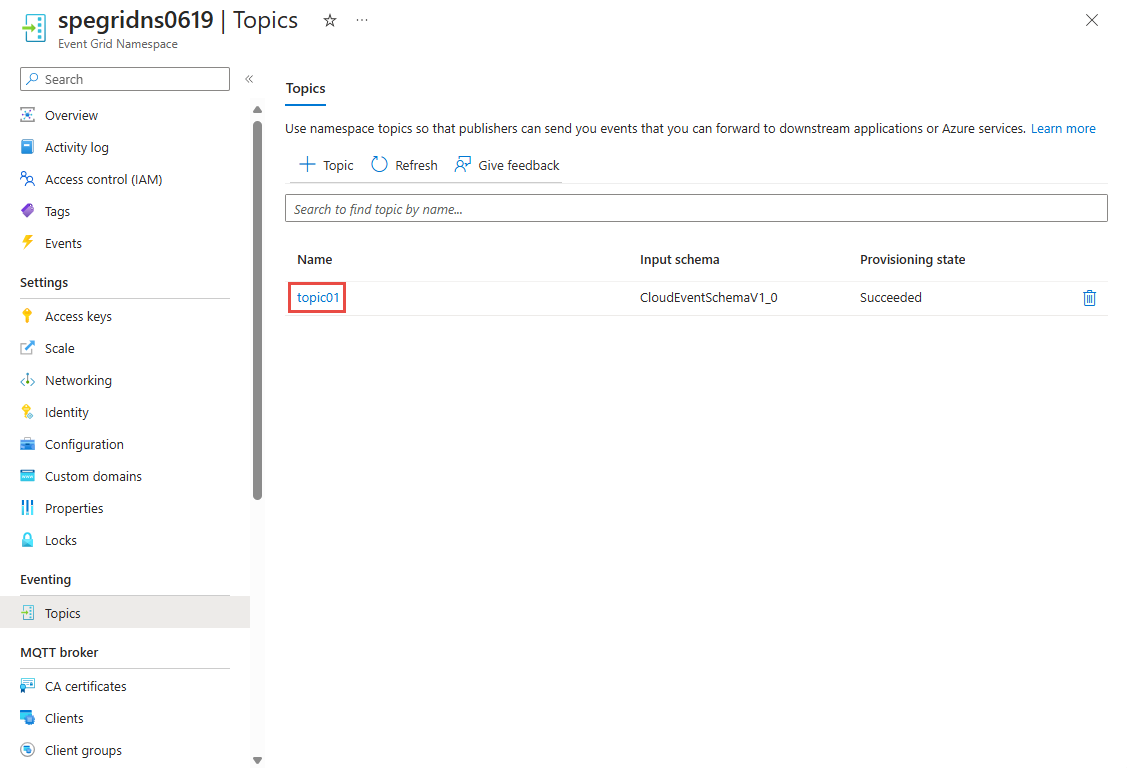 spegridns0619 | Topics
Event Grid Namespace
Search
Overview
Activity log
Access control (IAM)
Tags
Events
Settings
Access keys
Scale
Networking
Identity
Configuration
Custom domains
Properties
Locks
Eventing
Topics
MQTT broker
CA certificates
Clients
Client groups
Topics
Use namespace topics so that publishers can send you events that you can forward to downstream applications or Azure services. Learn more
Topic Refresh Give feedback
Search to find topic by name...
Name Input schema Provisioning state
topic01 CloudEventSchemaV1_0 Succeeded